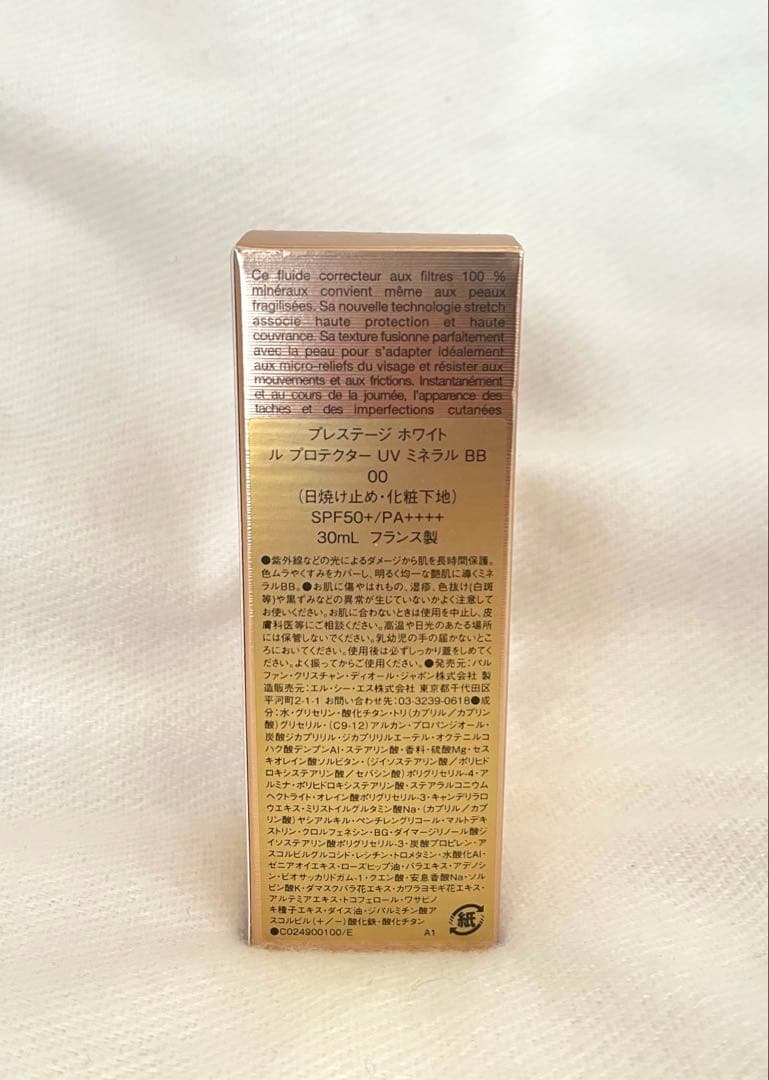 Ce fluide correcteur aux filtres 100 %
minéraux convient même aux peaux
fragilisées. Sa nouvelle technologie stretch
associe haute protection et haute
couvrance. Sa texture fusionne parfaitement
avec la peau pour s'adapter idéalement
aux micro-reliefs du visage et résister aux
mouvements et aux frictions. Instantanément
et au cours de la journée, l'apparence des
taches et des imperfections cutanées
プレステージ ホワイト
ル プロテクター UV ミネラル BB
00
(日焼け止め・化粧下地)
SPF50+/PA++++
30mL フランス製
●紫外線などの光によるダメージから肌を長時間保護。
色ムラやくすみをカバーし、明るく均一な艶肌に導くミネ
ラルBB。●お肌に傷やはれもの、湿疹、色抜け(白斑
等)や黒ずみなどの異常が生じていないかよく注意して
お使いください。お肌に合わないときは使用を中止し、皮
膚科医等にご相談ください。高温や日光のあたる場所
には保管しないでください。乳幼児の手の届かないとこ
ろにおいてください。使用後は必ずしっかり蓋をしめてく
ださい。よく振ってからご使用ください。●発売元:パル
ファン・クリスチャン・ディオール・ジャポン株式会社 製
造販売元:エル・シー・エス株式会社 東京都千代田区
平河町2-1-1 お問い合わせ先:03-3239-0618●成
分:水・グリセリン・酸化チタン・トリ(カプリル/カプリン
酸)グリセリル・(C9-12)アルカン・プロパンジオール・
炭酸ジカプリリル・ジカプリリルエーテル・オクテニルコ
ハク酸デンプンAl・ステアリン酸・香料・硫酸Mg・セス
キオレイン酸ソルビタン・(ジイソステアリン酸/ポリヒド
ロキシステアリン酸/セバシン酸)ポリグリセリル-4・ア
ルミナ・ポリヒドロキシステアリン酸・ステアラルコニウム
ヘクトライト・オレイン酸ポリグリセリル-3・キャンデリラロ
ウエキス・ミリストイルグルタミン酸Na・(カプリル/カプ
リン酸)ヤシアルキル・ペンチレングリコール・マルトデキ
ストリン・クロルフェネシン・BG・ダイマージリノール酸ジ
イソステアリン酸ポリグリセリル-3・炭酸プロピレン・ア
スコルビルグルコシド・レシチン・トロメタミン・水酸化Al・
ゼニアオイエキス・ローズヒップ油・バラエキス・アデノシ
ン・ビオサッカリドガム-1・クエン酸・安息香酸Na・ソル
ビン酸K・ダマスクバラ花エキス・カワラヨモギ花エキス・
アルテミアエキス・トコフェロール・ワサビノ
キ種子エキス・ダイズ油・ジパルミチン酸ア
スコルビル(+/-)酸化鉄・酸化チタン
●C024900100/E A1
紙